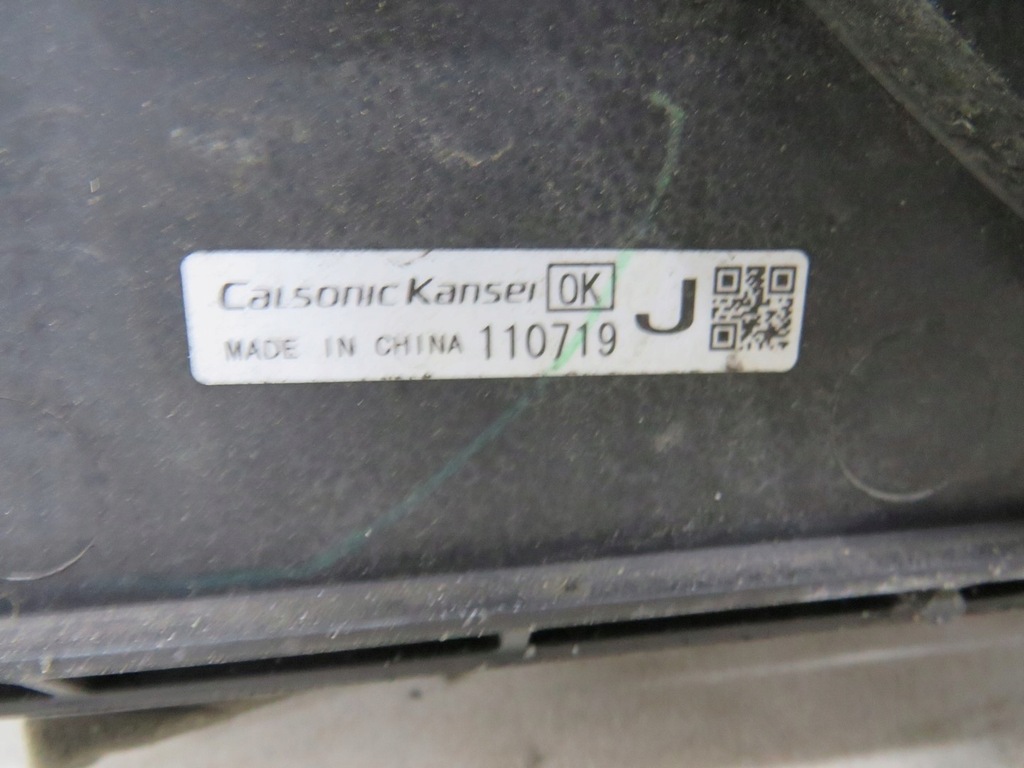 Calsonic Kansei OK J
MADE IN CHINA 110719